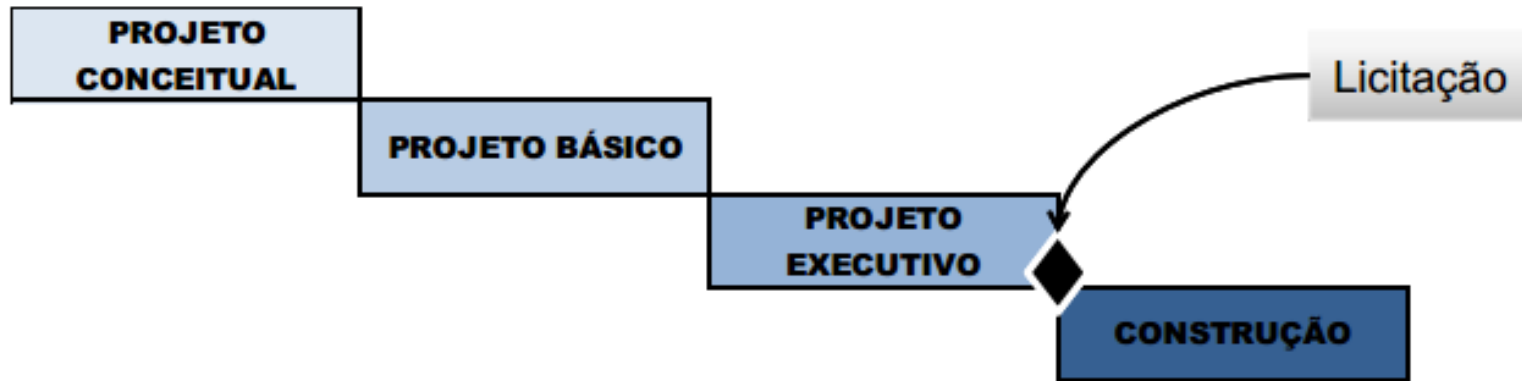 PROJETO
CONCEITUAL
Licitação
PROJETO BÁSICO
PROJETO
EXECUTIVO
CONSTRUÇÃO